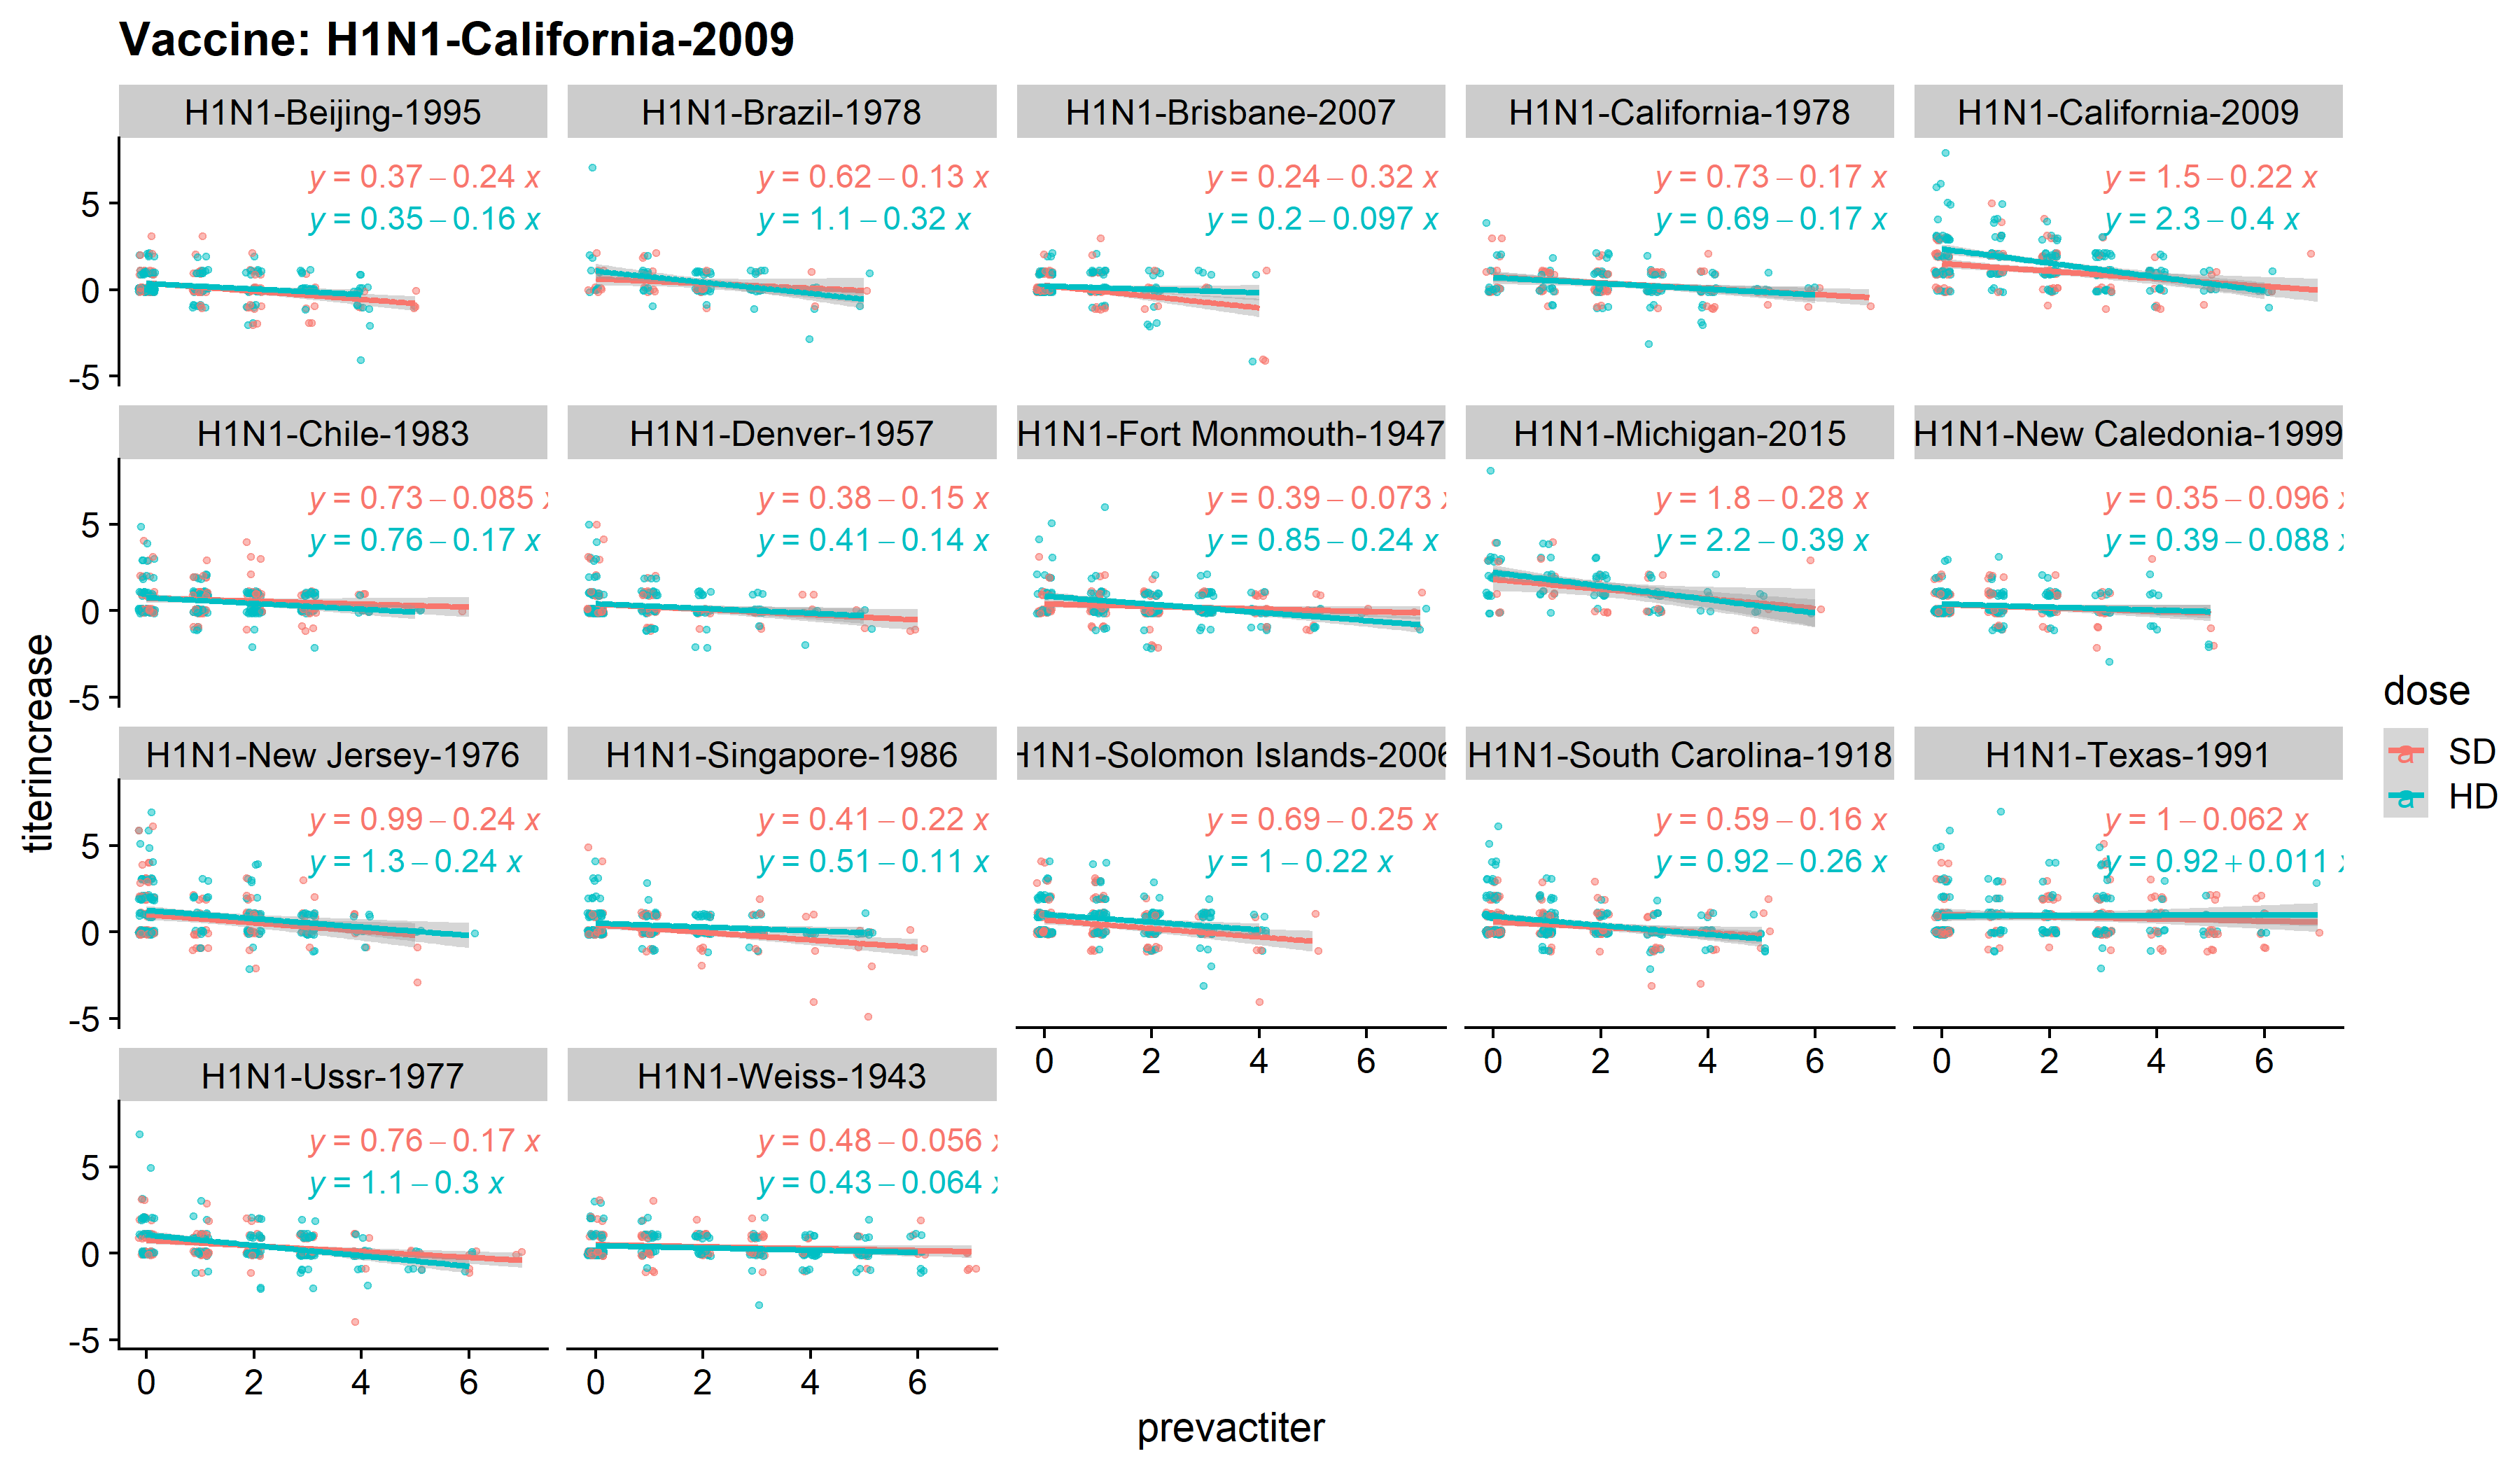 Vaccine: H1N1-California-2009
H1N1-Beijing-1995
H1N1-Brazil-1978
H1N1-Brisbane-2007
H1N1-California-1978
H1N1-California-2009
y = 0.37 – 0.24 x
y = 0.35 – 0.16 x
y = 0.62 – 0.13 x
y = 1.1 – 0.32 x
y = 0.24 – 0.32 x
y = 0.2 – 0.097 x
y = 0.73 – 0.17 x
y = 0.69 – 0.17 x
y = 1.5 – 0.22 x
y = 2.3 – 0.4 x
5
0
-5
H1N1-Chile-1983
H1N1-Denver-1957
H1N1-Fort Monmouth-1947
H1N1-Michigan-2015
H1N1-New Caledonia-1999
y = 0.73 – 0.085 x
y = 0.76 – 0.17 x
y = 0.38 – 0.15 x
y = 0.41 – 0.14 x
y = 0.39 – 0.073 x
y = 0.85 – 0.24 x
y = 1.8 – 0.28 x
y = 2.2 – 0.39 x
y = 0.35 – 0.096 x
y = 0.39 – 0.088 x
5
0
-5
H1N1-New Jersey-1976
H1N1-Singapore-1986
H1N1-Solomon Islands-2006
H1N1-South Carolina-1918
H1N1-Texas-1991
y = 0.99 – 0.24 x
y = 1.3 – 0.24 x
y = 0.41 – 0.22 x
y = 0.51 – 0.11 x
y = 0.69 – 0.25 x
y = 1 – 0.22 x
y = 0.59 – 0.16 x
y = 0.92 – 0.26 x
y = 1 – 0.062 x
y = 0.92 + 0.011 x
5
0
-5
0 2 4 6
0 2 4 6
0 2 4 6
H1N1-Ussr-1977
H1N1-Weiss-1943
y = 0.76 – 0.17 x
y = 1.1 – 0.3 x
y = 0.48 – 0.056 x
y = 0.43 – 0.064 x
5
0
-5
0 2 4 6
0 2 4 6
titerincrease
prevactiter
dose
a SD
a HD